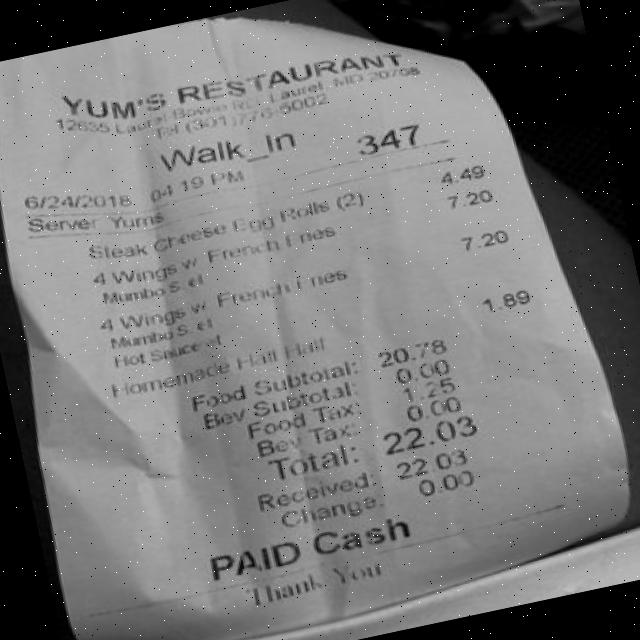 YUM'S RESTAURANT
12635 Laurel Bowie RD, Laurel MD 20708
Tel (301)776-5002
Walk_In 347
6/24/2018 04:19 PM
Server Yums
Steak Cheese Egg Rolls (2) 4.49
4 Wings w/ French Fries 7.20
Mumbo S.
4 Wings w/ French Fries 7.20
Mumbo S.
Hot Sauce
Homemade Half Half 1.89
Food Subtotal: 20.78
Bev Subtotal: 0.00
Food Tax: 1.25
Bev Tax: 0.00
Total: 22.03
Received: 22.03
Change: 0.00
PAID Cash
Thank You